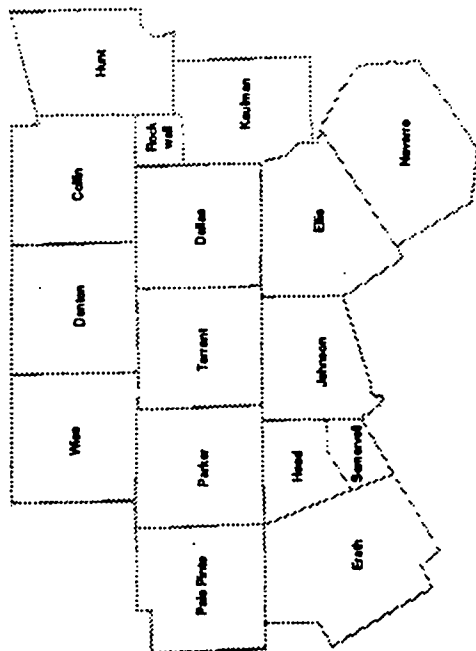 Wise
Denton
Collin
Hunt
Palo Pinto
Parker
Tarrant
Dallas
Rock
wall
Kaufman
Erath
Hood
Somervell
Johnson
Ellis
Navarro